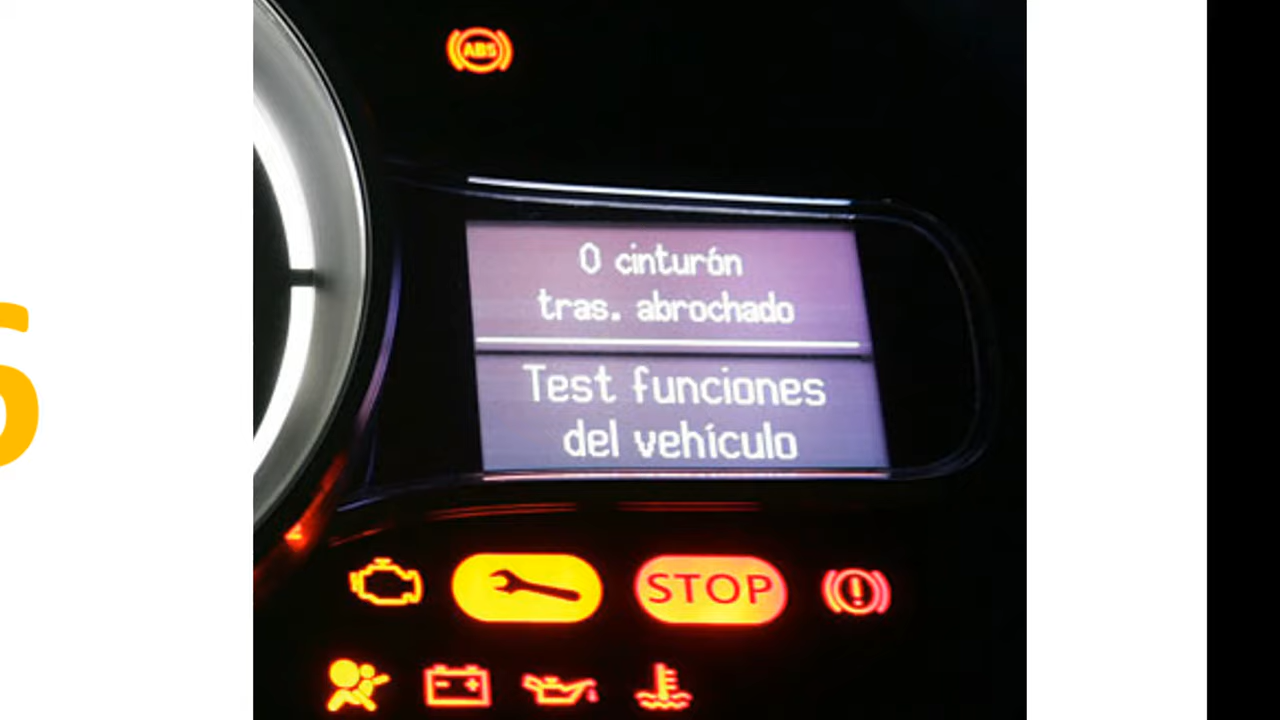 ABS
0 cinturón
tras. abrochado
Test funciones
del vehículo
STOP